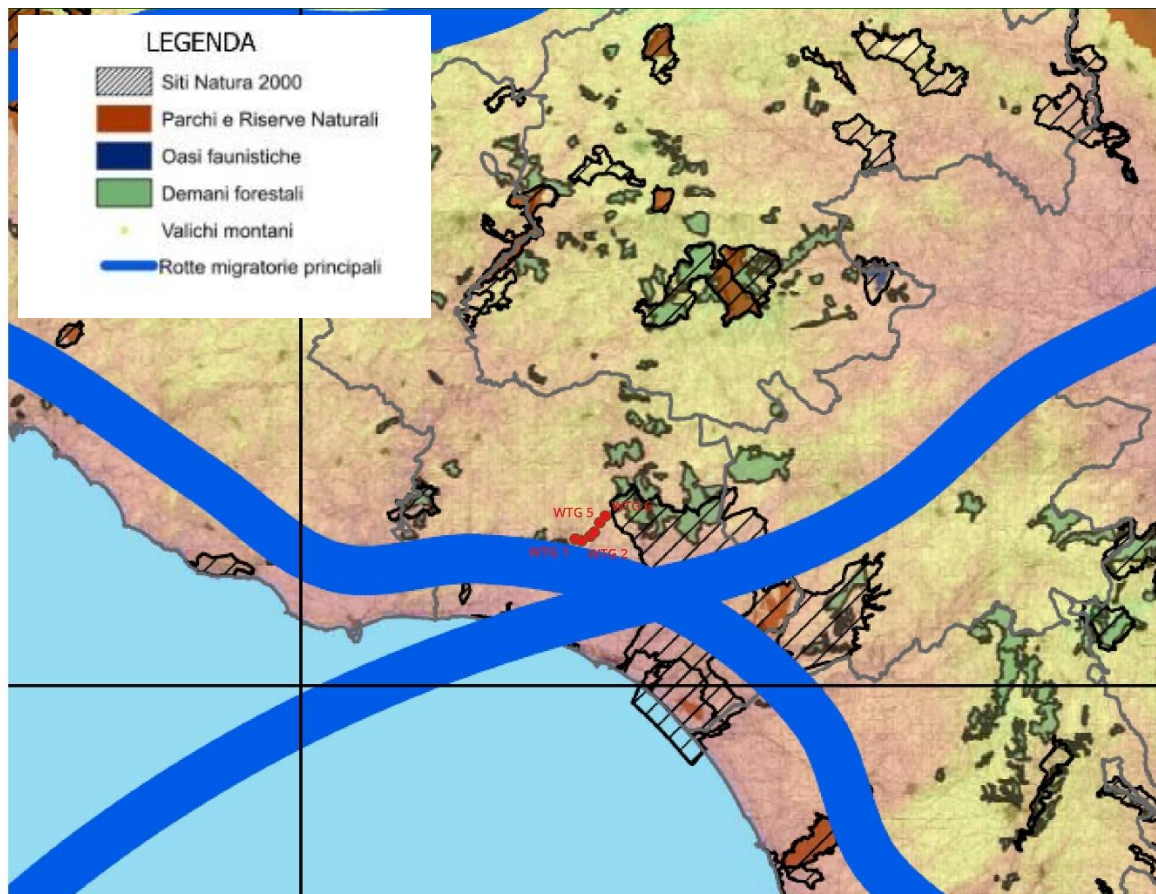 LEGENDA
Siti Natura 2000
Parchi e Riserve Naturali
Oasi faunistiche
Demani forestali
Valichi montani
Rotte migratorie principali
WTG 5
WTG 1
WTG 2